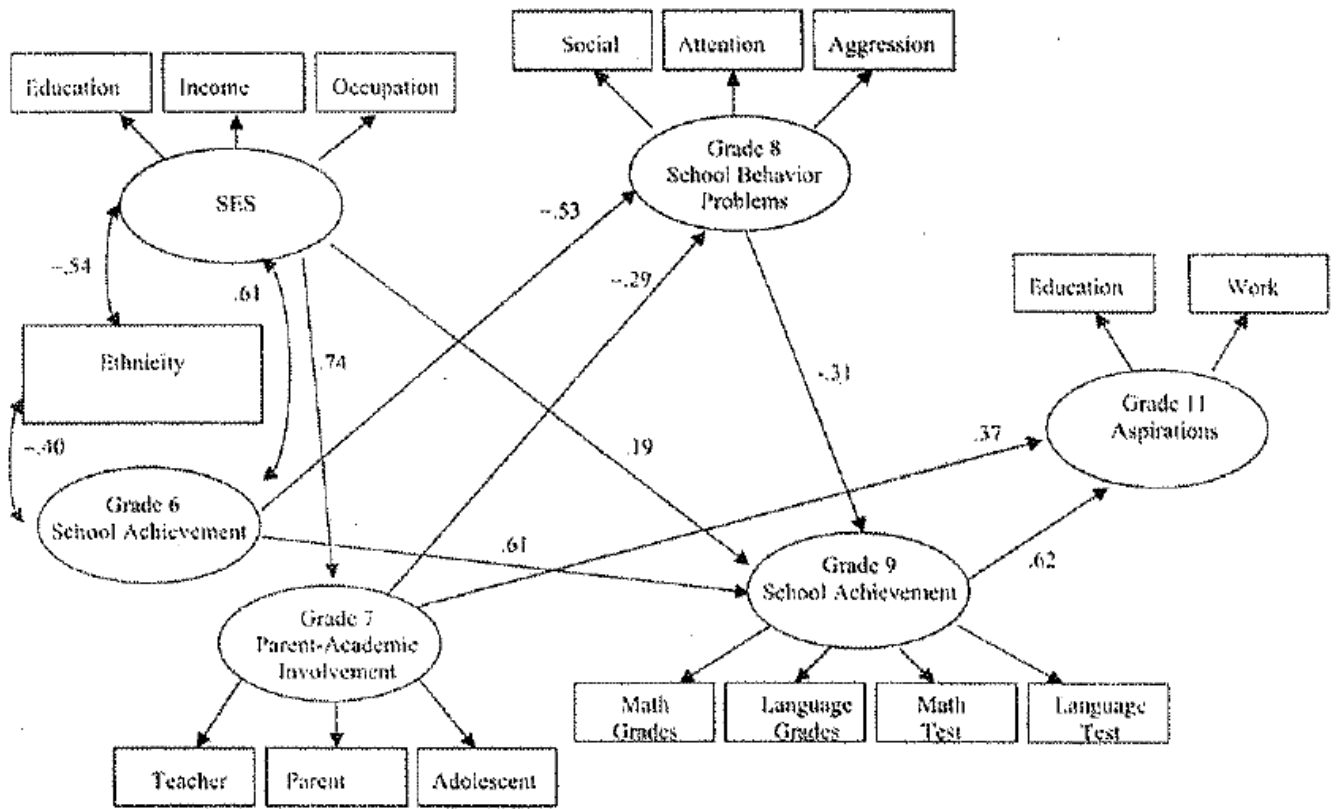 Social Attention Aggression
Education Income Occupation
Grade 8
School Behavior
Problems
SES
–.53
–.54
.61
–.29
Education Work
Ethnicity
.74
-.31
Grade 11
Aspirations
–.40
.19
.37
Grade 6
School Achievement
.61
.62
Grade 9
School Achievement
Grade 7
Parent-Academic
Involvement
Math
Grades
Language
Grades
Math
Test
Language
Test
Teacher Parent Adolescent